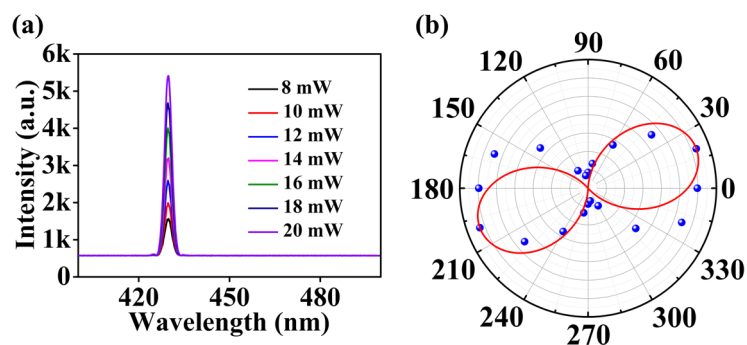 (a)
Intensity (a.u.)
6k
5k
4k
3k
2k
1k
0
8 mW
10 mW
12 mW
14 mW
16 mW
18 mW
20 mW
420
450
480
Wavelength (nm)
(b)
90
60
30
0
330
300
270
240
210
180
150
120